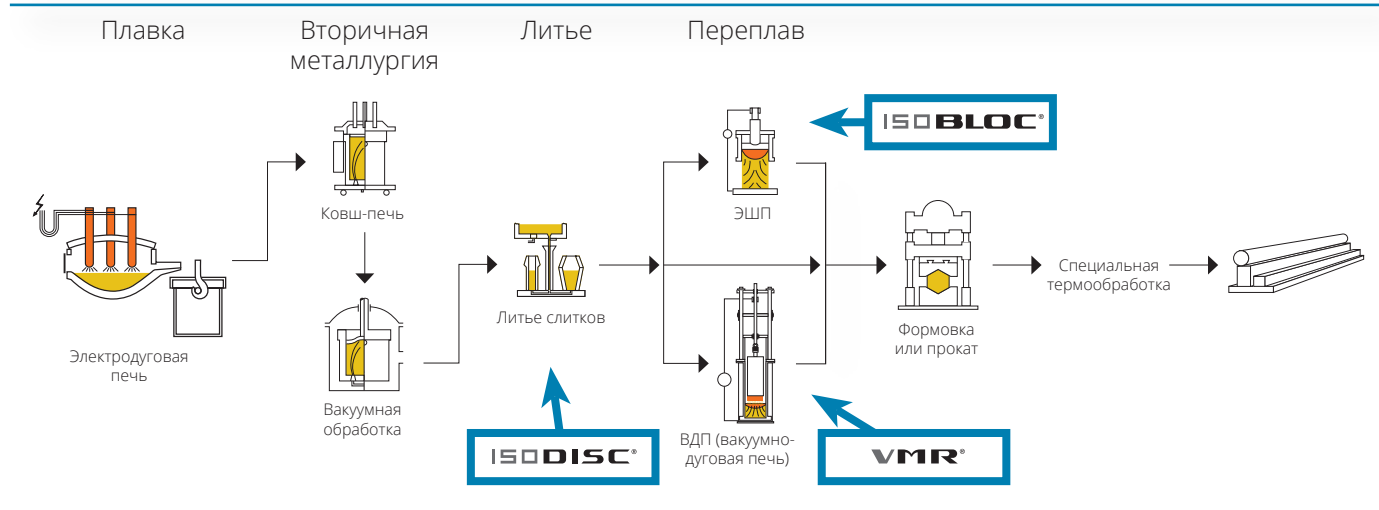 Плавка
Вторичная
металлургия
Литье
Переплав
ISOBLOC®
Ковш-печь
ЭШП
Специальная
термообработка
Литье слитков
Формовка
или прокат
Электродуговая
печь
Вакуумная
обработка
ISODISC®
ВДП (вакуумно-
дуговая печь)
VMR®